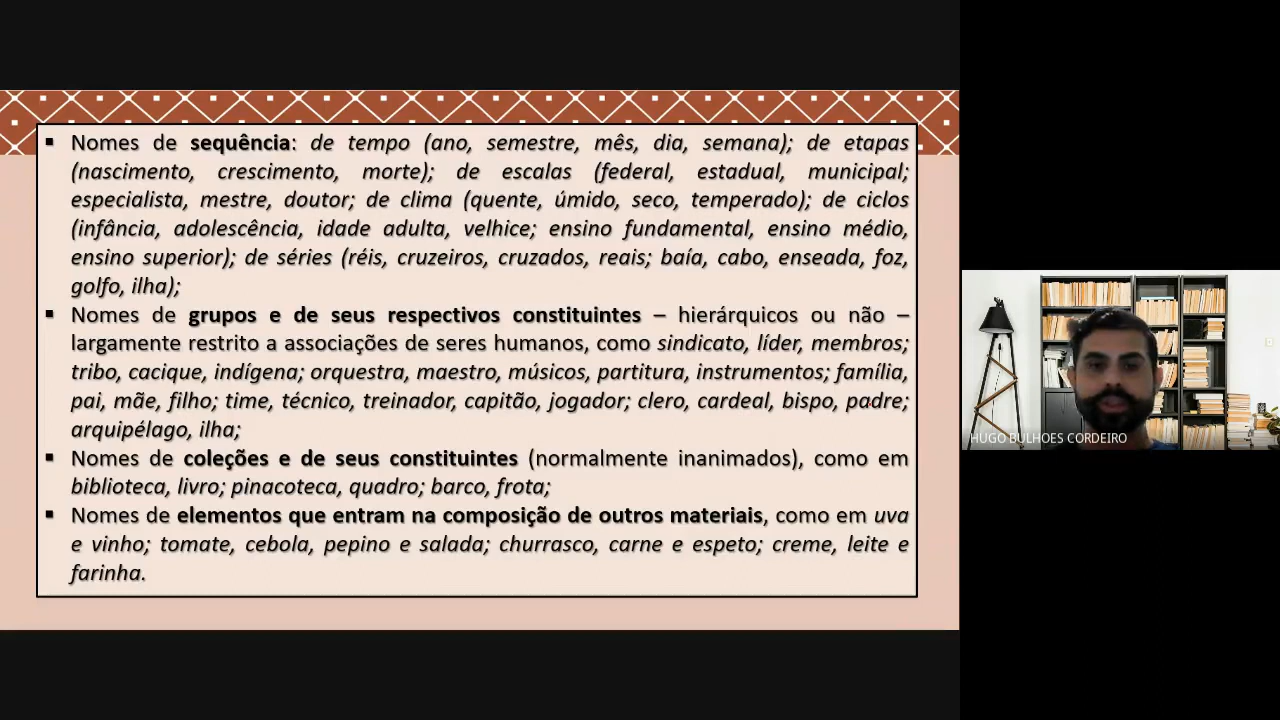 ▪ Nomes de sequência: de tempo (ano, semestre, mês, dia, semana); de etapas
(nascimento, crescimento, morte); de escalas (federal, estadual, municipal;
especialista, mestre, doutor; de clima (quente, úmido, seco, temperado); de ciclos
(infância, adolescência, idade adulta, velhice; ensino fundamental, ensino médio,
ensino superior); de séries (réis, cruzeiros, cruzados, reais; baía, cabo, enseada, foz,
golfo, ilha);
▪ Nomes de grupos e de seus respectivos constituintes – hierárquicos ou não –
largamente restrito a associações de seres humanos, como sindicato, líder, membros;
tribo, cacique, indígena; orquestra, maestro, músicos, partitura, instrumentos; família,
pai, mãe, filho; time, técnico, treinador, capitão, jogador; clero, cardeal, bispo, padre;
arquipélago, ilha;
▪ Nomes de coleções e de seus constituintes (normalmente inanimados), como em
biblioteca, livro; pinacoteca, quadro; barco, frota;
▪ Nomes de elementos que entram na composição de outros materiais, como em uva
e vinho; tomate, cebola, pepino e salada; churrasco, carne e espeto; creme, leite e
farinha.
HUGO BULHOES CORDEIRO